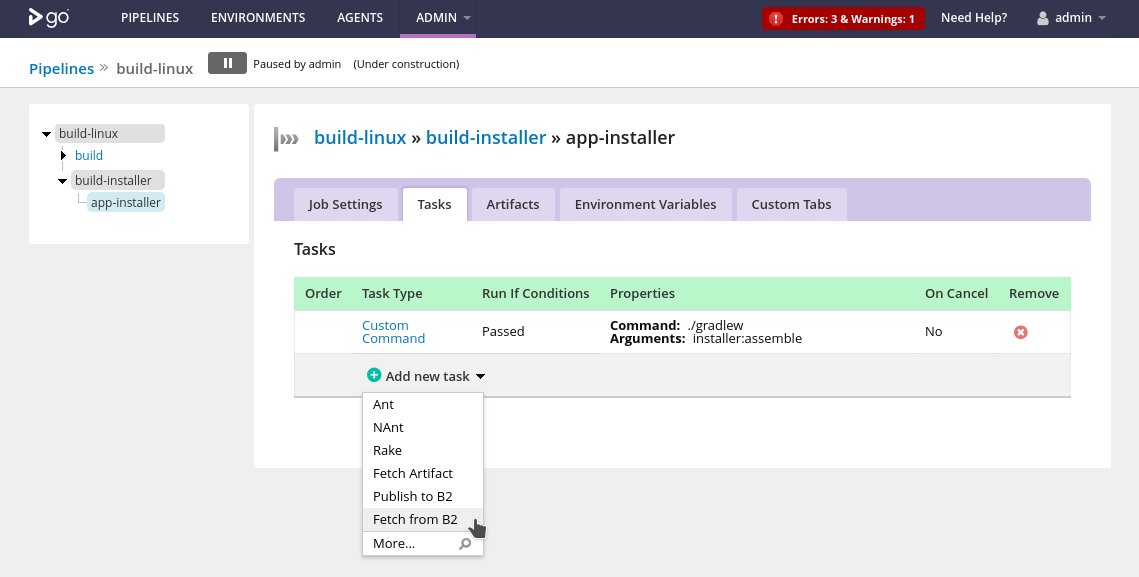 go PIPELINES ENVIRONMENTS AGENTS ADMIN Errors: 3 & Warnings: 1 Need Help? admin
Pipelines » build-linux Paused by admin (Under construction)
build-linux
build
build-installer
app-installer
build-linux » build-installer » app-installer
Job Settings Tasks Artifacts Environment Variables Custom Tabs
Tasks
Order Task Type Run If Conditions Properties On Cancel Remove
Custom Command Passed Command: ./gradlew No
Arguments: installer:assemble
Add new task
Ant
NAnt
Rake
Fetch Artifact
Publish to B2
Fetch from B2
More...